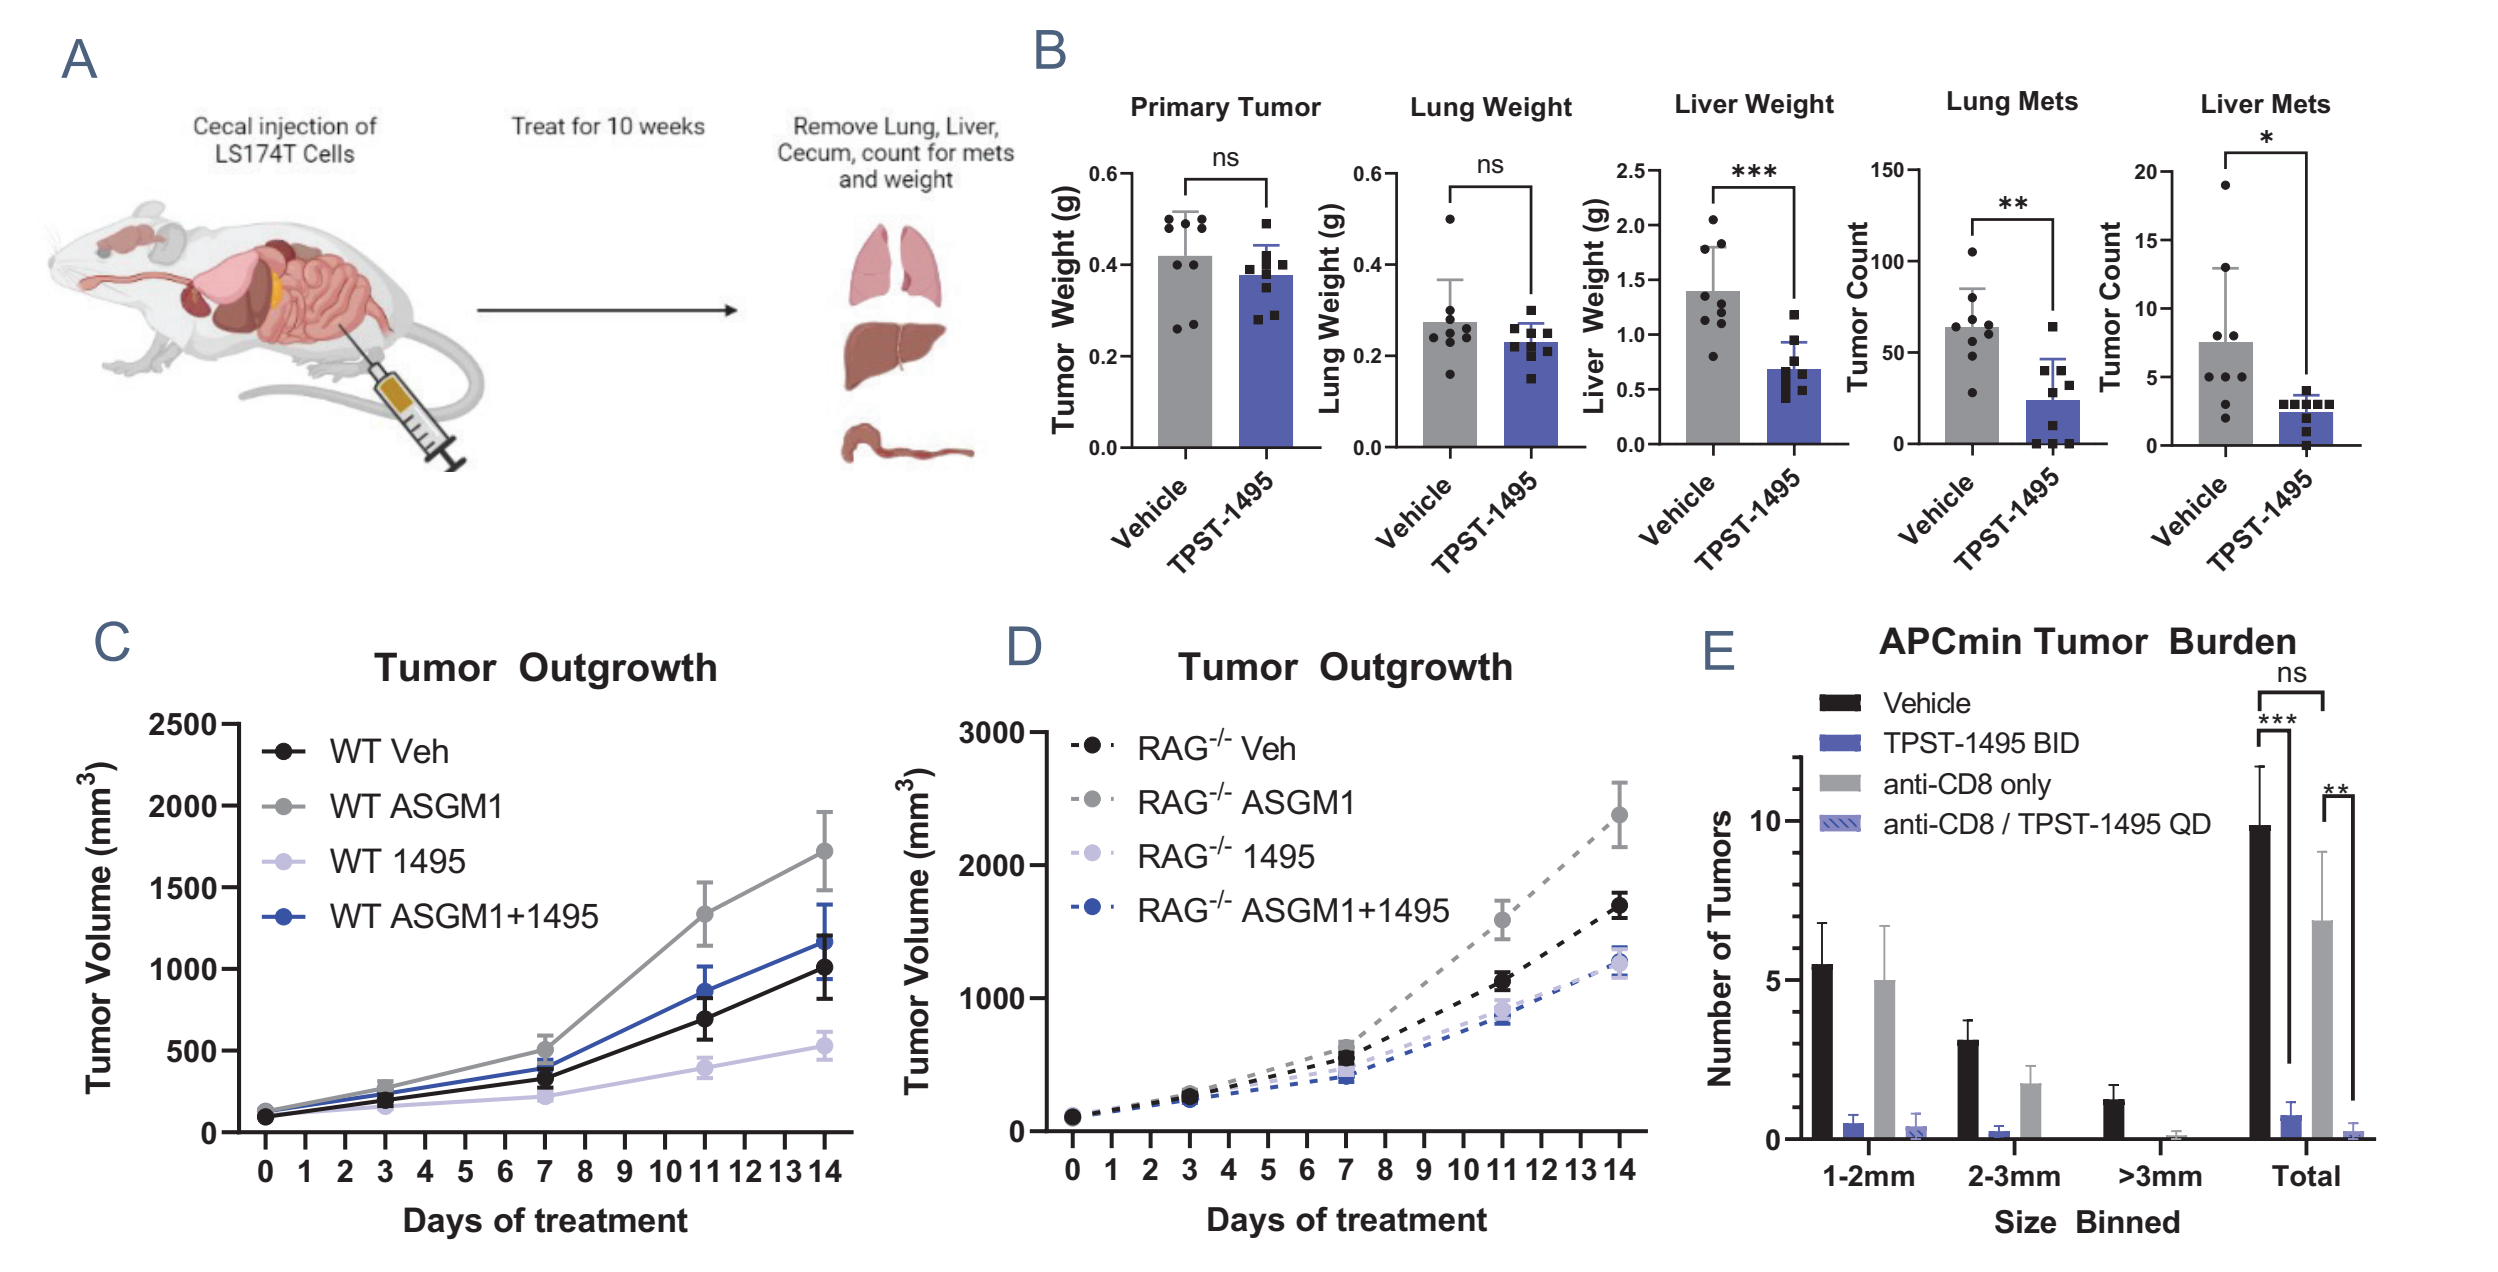 A
Cecal injection of
LS174T Cells
Treat for 10 weeks
Remove Lung, Liver,
Cecum, count for mets
and weight
B
Primary Tumor
ns
Tumor Weight (g)
0.6
0.4
0.2
0.0
Vehicle
TPST-1495
Lung Weight
ns
Lung Weight (g)
0.6
0.4
0.2
0.0
Vehicle
TPST-1495
Liver Weight
***
Liver Weight (g)
2.5
2.0
1.5
1.0
0.5
0.0
Vehicle
TPST-1495
Lung Mets
**
Tumor Count
150
100
50
0
Vehicle
TPST-1495
Liver Mets
*
Tumor Count
20
15
10
5
0
Vehicle
TPST-1495
C
Tumor Outgrowth
Tumor Volume (mm³)
2500
2000
1500
1000
500
0
WT Veh
WT ASGM1
WT 1495
WT ASGM1+1495
0 1 2 3 4 5 6 7 8 9 10 11 12 13 14
Days of treatment
D
Tumor Outgrowth
Tumor Volume (mm³)
3000
2000
1000
0
RAG-/- Veh
RAG-/- ASGM1
RAG-/- 1495
RAG-/- ASGM1+1495
0 1 2 3 4 5 6 7 8 9 10 11 12 13 14
Days of treatment
E
APCmin Tumor Burden
Vehicle
TPST-1495 BID
anti-CD8 only
anti-CD8 / TPST-1495 QD
ns
***
**
Number of Tumors
10
5
0
1-2mm 2-3mm >3mm Total
Size Binned